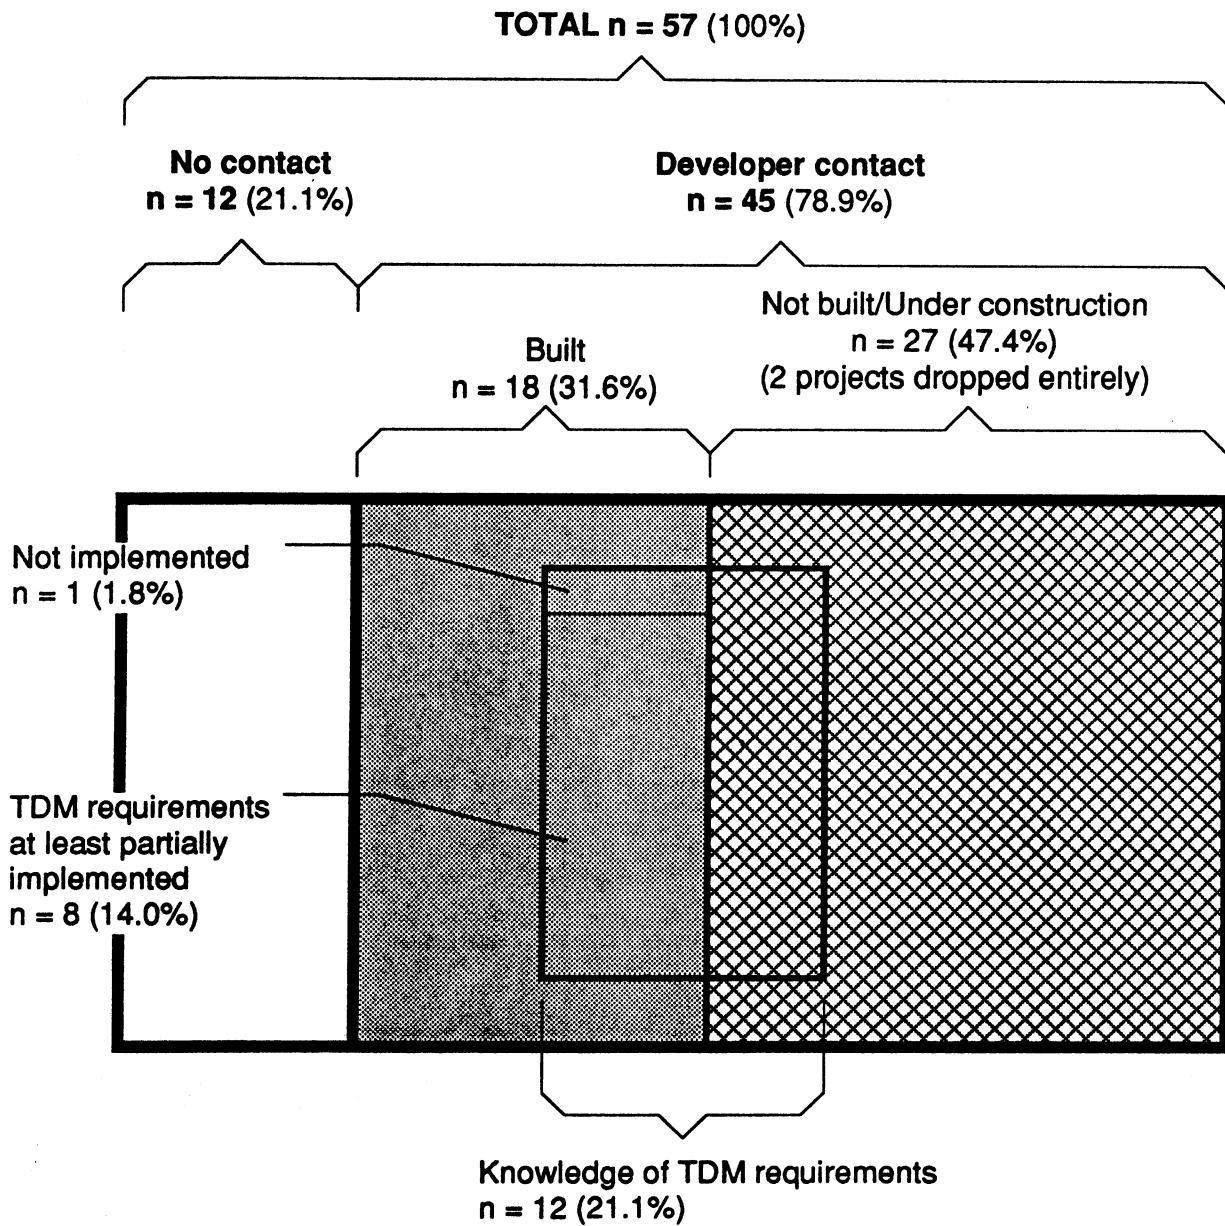 TOTAL n = 57 (100%)
No contact
n = 12 (21.1%)
Developer contact
n = 45 (78.9%)
Built
n = 18 (31.6%)
Not built/Under construction
n = 27 (47.4%)
(2 projects dropped entirely)
Not implemented
n = 1 (1.8%)
TDM requirements
at least partially
implemented
n = 8 (14.0%)
Knowledge of TDM requirements
n = 12 (21.1%)